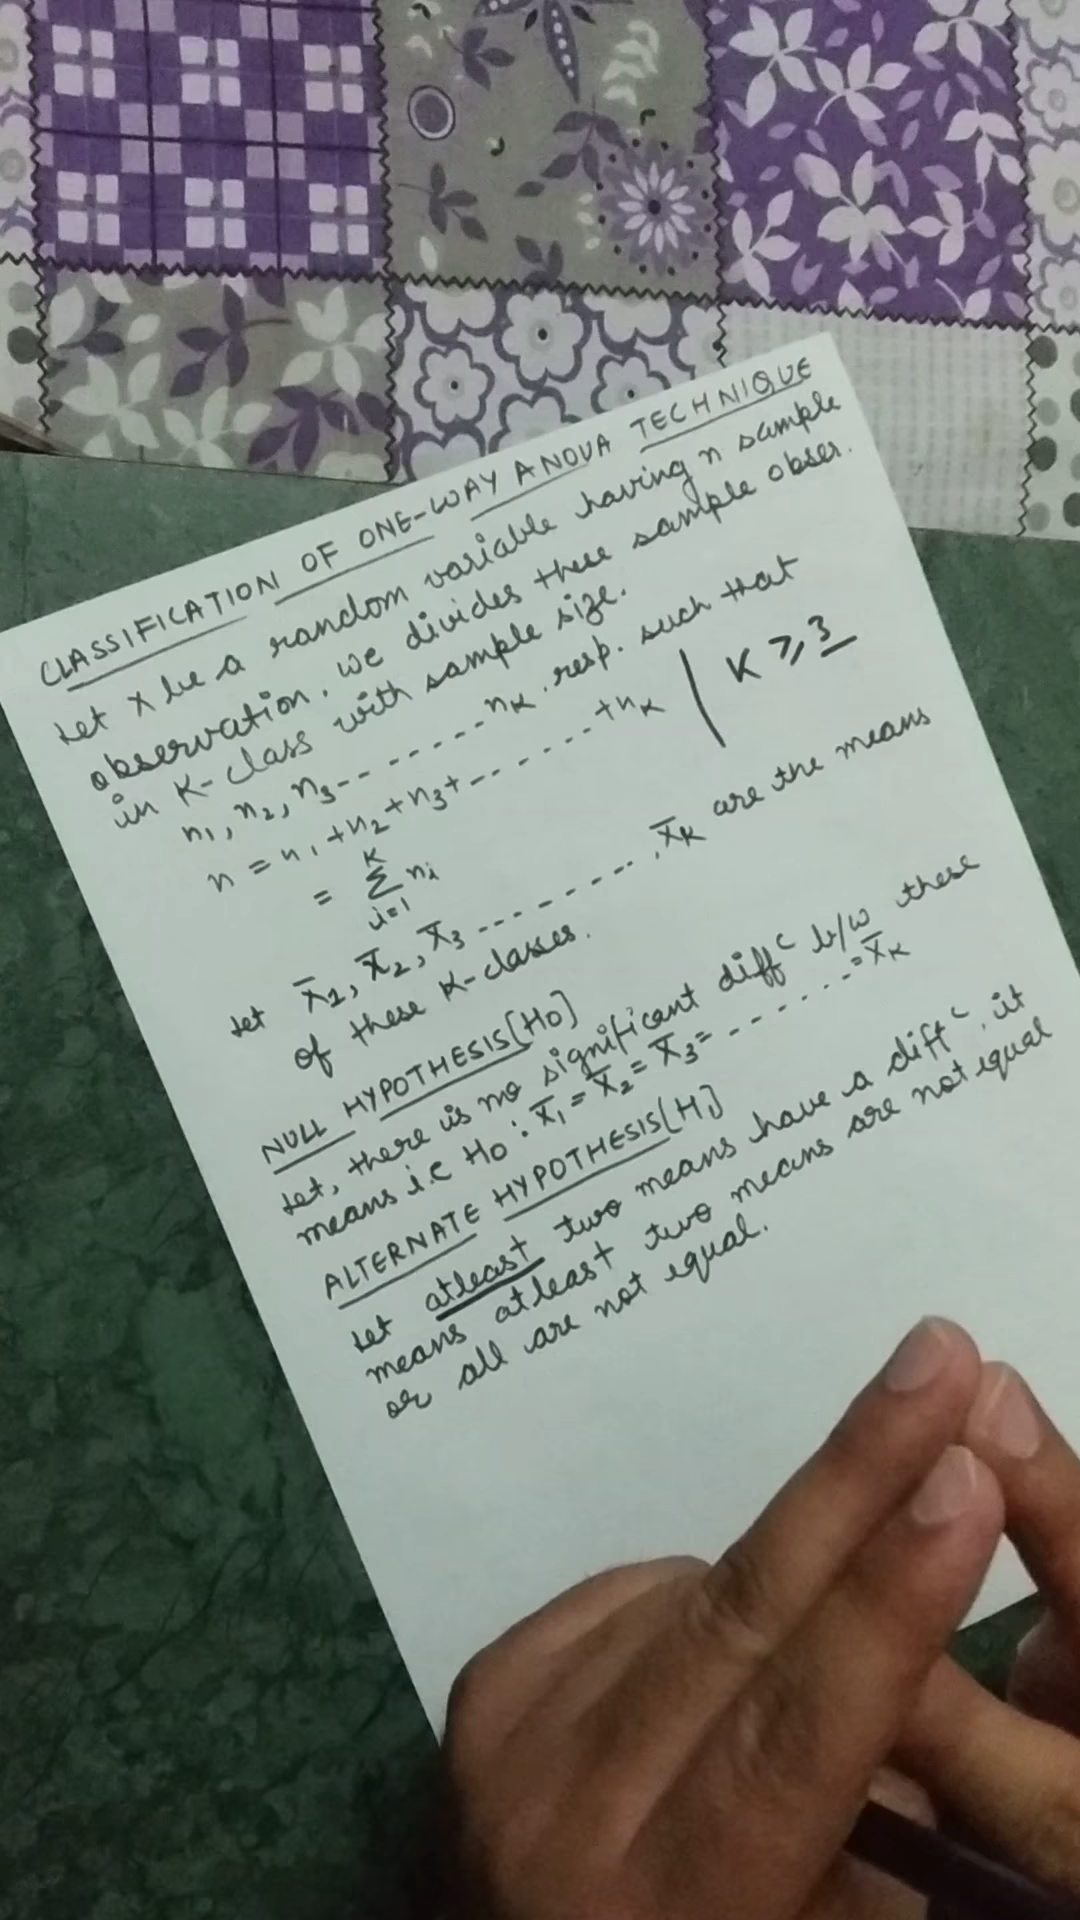 CLASSIFICATION OF ONE-WAY ANOVA TECHNIQUE
Let X be a random variable having n sample
observation. We divides these sample obser.
in K-class with sample size.
n₁, n₂, n₃ - - - - - - - nₖ. resp. such that
n = n₁ + n₂ + n₃ + - - - - - - - + nₖ | K ≥ 3
= Σᵢ₌₁ᴷ nᵢ
Let x̄₁, x̄₂, x̄₃ - - - - - - - , x̄ₖ are the means
of these K-classes.
NULL HYPOTHESIS [H₀]
Let, there is no significant diffᶜ b/w these
means i.e H₀ : x̄₁ = x̄₂ = x̄₃ = - - - - - - = x̄ₖ
ALTERNATE HYPOTHESIS [H₁]
Let atleast two means have a diffᶜ, it
means atleast two means are not equal
or all are not equal.